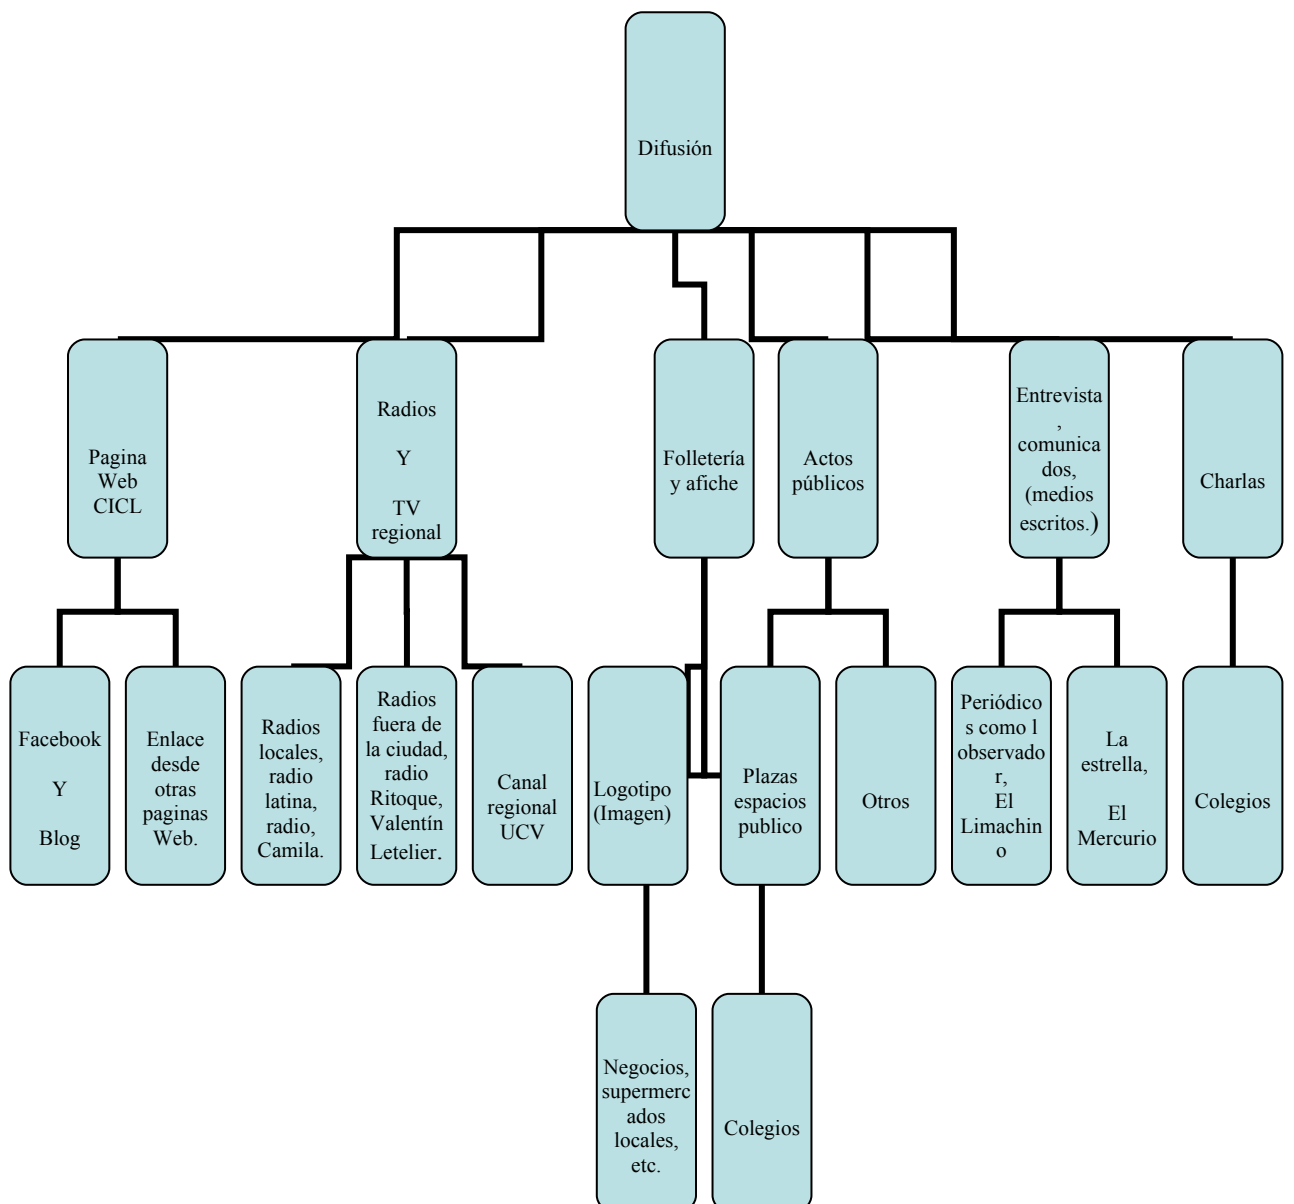 Difusión
Pagina
Web
CICL
Radios
Y
TV
regional
Folletería
y afiche
Actos
públicos
Entrevista
,
comunica
dos,
(medios
escritos.)
Charlas
Facebook
Y
Blog
Enlace
desde
otras
paginas
Web.
Radios
locales,
radio
latina,
radio,
Camila.
Radios
fuera de
la ciudad,
radio
Ritoque,
Valentín
Letelier.
Canal
regional
UCV
Logotipo
(Imagen)
Plazas
espacios
publico
Otros
Periódico
s como l
observado
r,
El
Limachin
o
La
estrella,
El
Mercurio
Colegios
Negocios,
supermerc
ados
locales,
etc.
Colegios